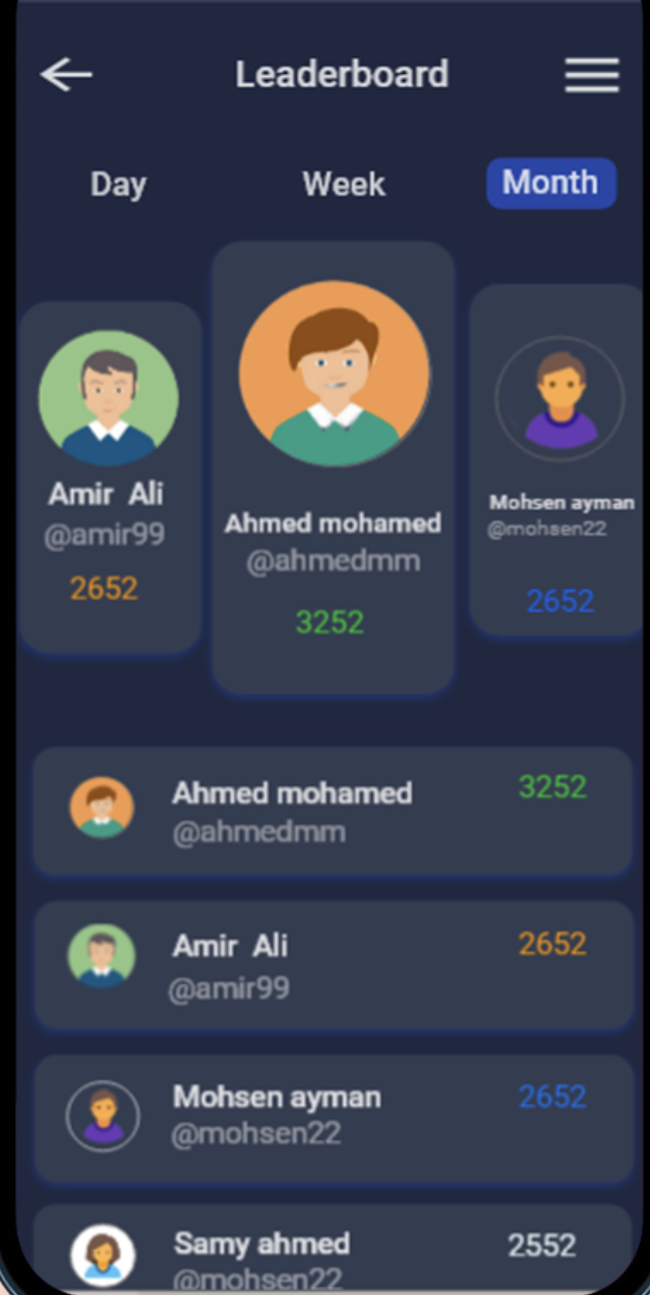 Leaderboard
Day Week Month
Amir Ali
@amir99
2652
Ahmed mohamed
@ahmedmm
3252
Mohsen ayman
@mohsen22
2652
Ahmed mohamed 3252
@ahmedmm
Amir Ali 2652
@amir99
Mohsen ayman 2652
@mohsen22
Samy ahmed 2552
@mohsen22